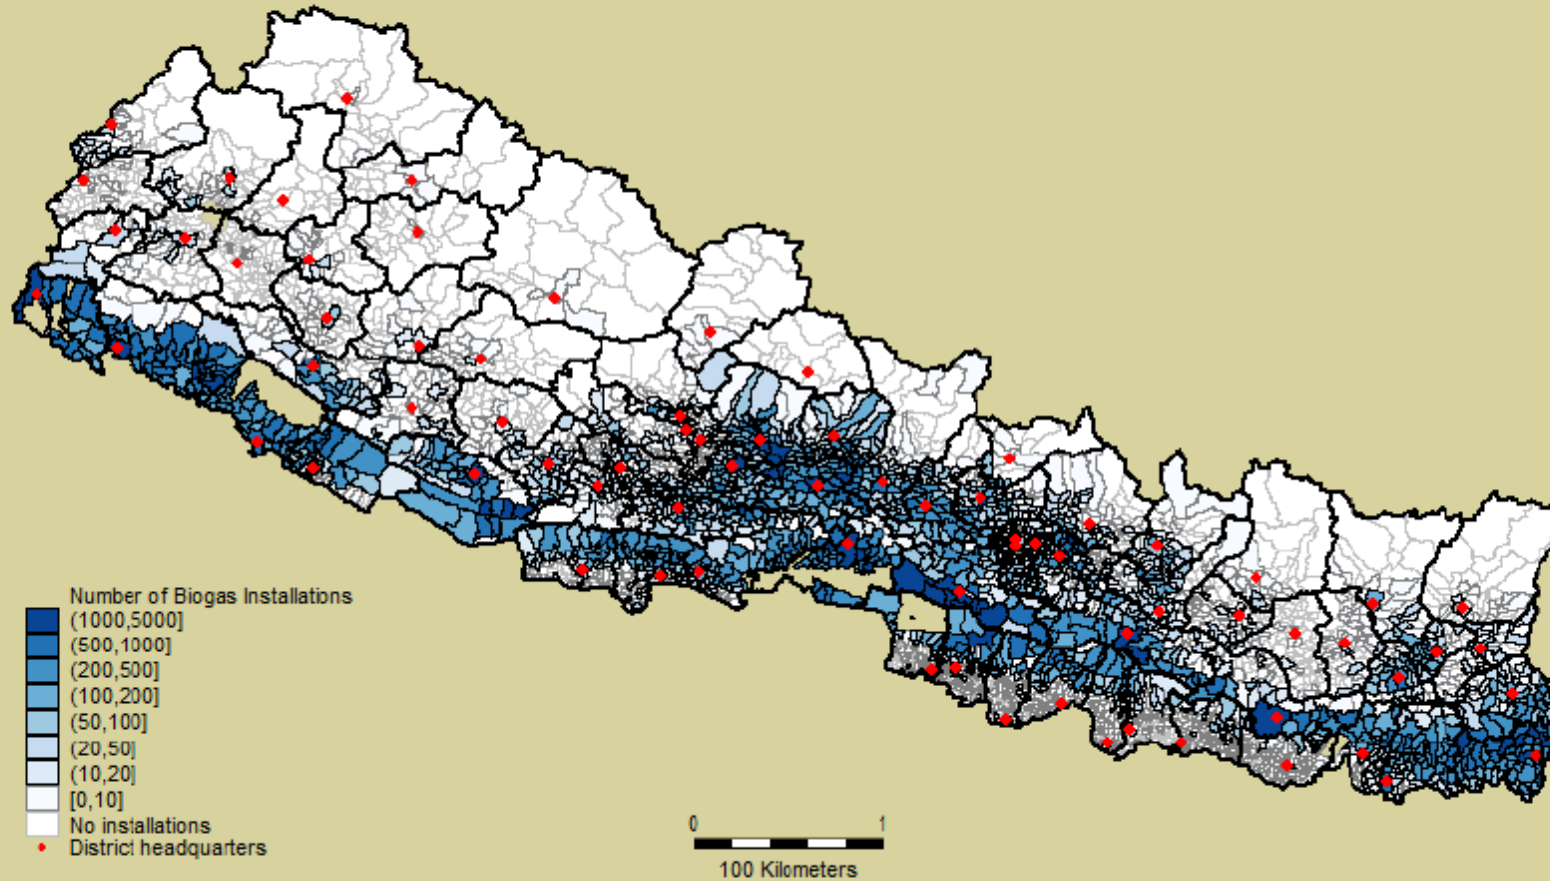 Number of Biogas Installations
(1000,5000]
(500,1000]
(200,500]
(100,200]
(50,100]
(20,50]
(10,20]
[0,10]
No installations
District headquarters
0 1
100 Kilometers